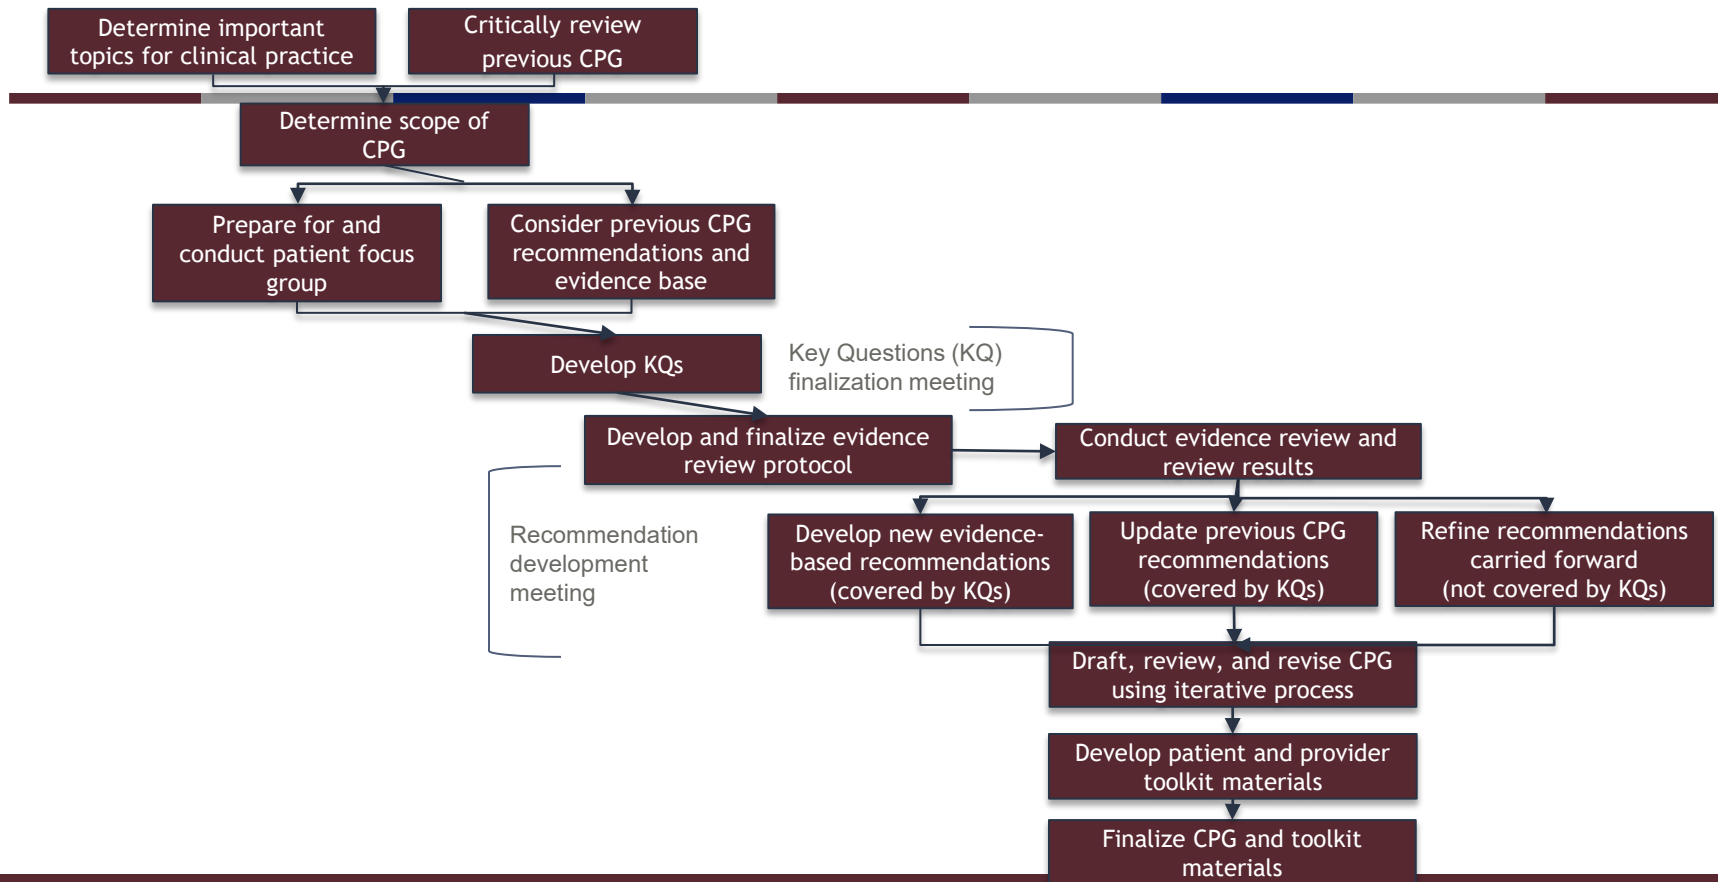 Determine important
topics for clinical practice
Critically review
previous CPG
Determine scope of
CPG
Prepare for and
conduct patient focus
group
Consider previous CPG
recommendations and
evidence base
Develop KQs
Key Questions (KQ)
finalization meeting
Develop and finalize evidence
review protocol
Conduct evidence review and
review results
Recommendation
development
meeting
Develop new evidence-
based recommendations
(covered by KQs)
Update previous CPG
recommendations
(covered by KQs)
Refine recommendations
carried forward
(not covered by KQs)
Draft, review, and revise CPG
using iterative process
Develop patient and provider
toolkit materials
Finalize CPG and toolkit
materials